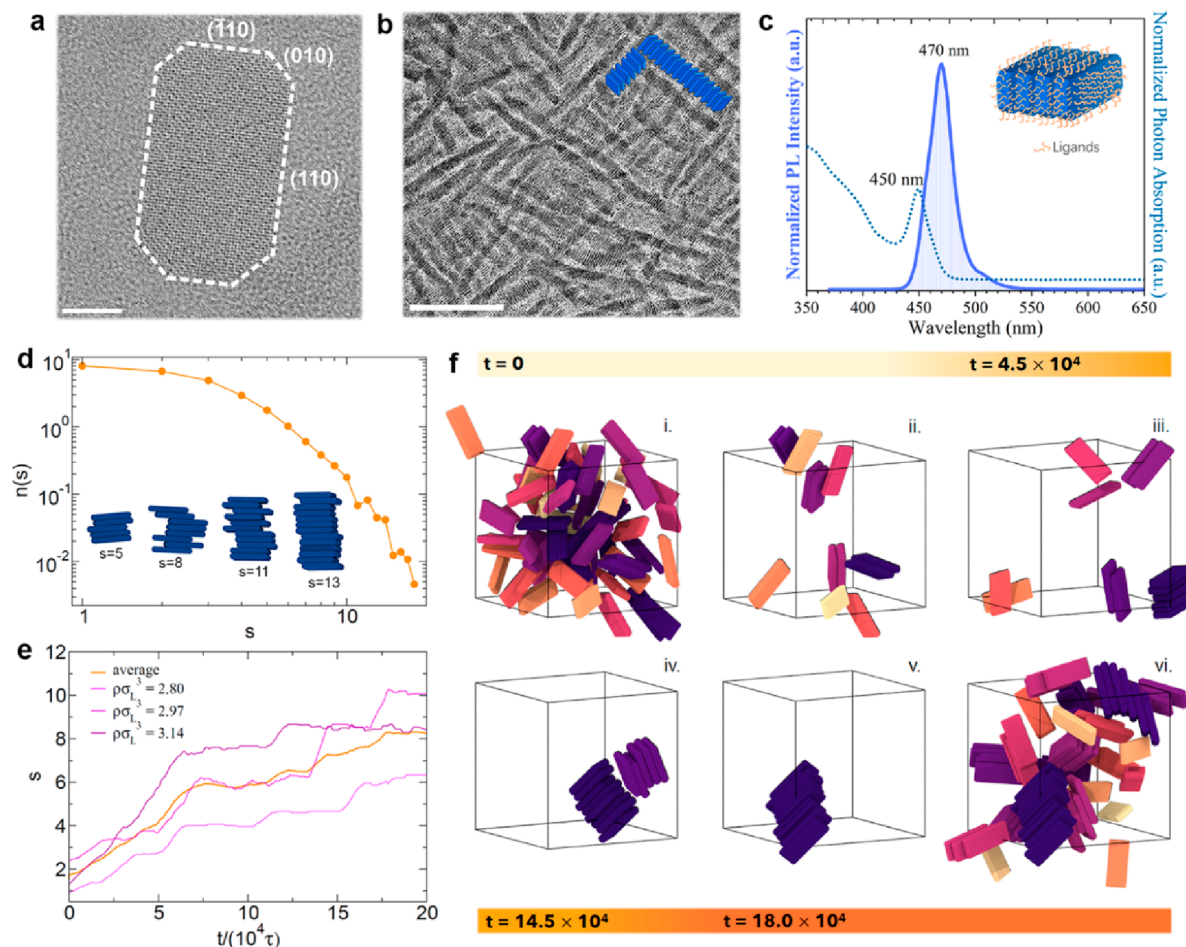 a
(1̄10)
(010)
(110)
b
c
Normalized PL Intensity (a.u.)
Normalized Photon Absorption (a.u.)
470 nm
450 nm
Ligands
350 400 450 500 550 600 650
Wavelength (nm)
d
10¹
10⁰
10⁻¹
10⁻²
n(s)
s=5
s=8
s=11
s=13
1 10
s
e
12
10
8
6
4
2
s
average
ρσ_L³ = 2.80
ρσ_L³ = 2.97
ρσ_L³ = 3.14
0 5 10 15 20
t/(10⁴τ)
f
t = 0
t = 4.5 × 10⁴
i.
ii.
iii.
iv.
v.
vi.
t = 14.5 × 10⁴
t = 18.0 × 10⁴